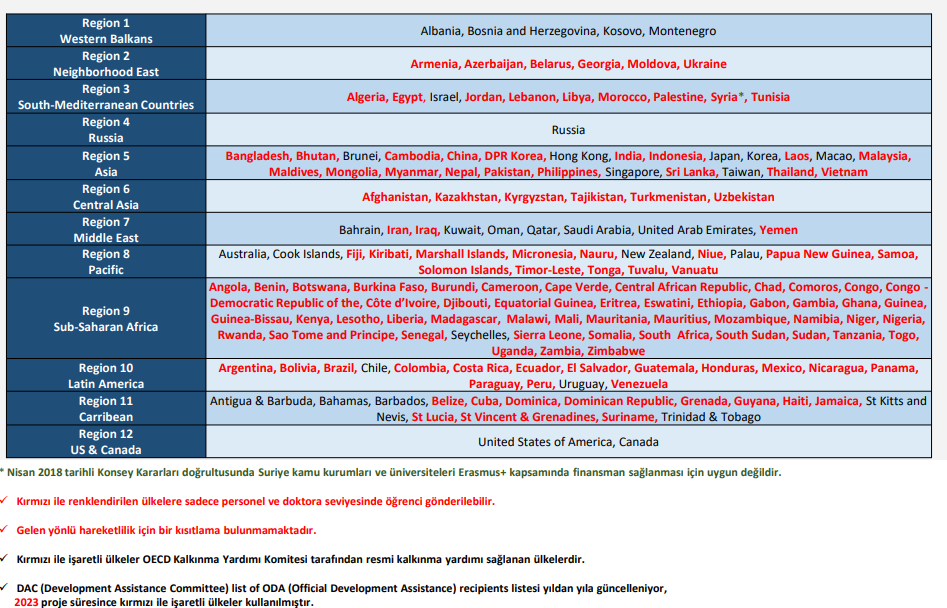 Region 1
Western Balkans
Albania, Bosnia and Herzegovina, Kosovo, Montenegro
Region 2
Neighborhood East
Armenia, Azerbaijan, Belarus, Georgia, Moldova, Ukraine
Region 3
South-Mediterranean Countries
Algeria, Egypt, Israel, Jordan, Lebanon, Libya, Morocco, Palestine, Syria*, Tunisia
Region 4
Russia
Russia
Region 5
Asia
Bangladesh, Bhutan, Brunei, Cambodia, China, DPR Korea, Hong Kong, India, Indonesia, Japan, Korea, Laos, Macao, Malaysia,
Maldives, Mongolia, Myanmar, Nepal, Pakistan, Philippines, Singapore, Sri Lanka, Taiwan, Thailand, Vietnam
Region 6
Central Asia
Afghanistan, Kazakhstan, Kyrgyzstan, Tajikistan, Turkmenistan, Uzbekistan
Region 7
Middle East
Bahrain, Iran, Iraq, Kuwait, Oman, Qatar, Saudi Arabia, United Arab Emirates, Yemen
Region 8
Pacific
Australia, Cook Islands, Fiji, Kiribati, Marshall Islands, Micronesia, Nauru, New Zealand, Niue, Palau, Papua New Guinea, Samoa,
Solomon Islands, Timor-Leste, Tonga, Tuvalu, Vanuatu
Region 9
Sub-Saharan Africa
Angola, Benin, Botswana, Burkina Faso, Burundi, Cameroon, Cape Verde, Central African Republic, Chad, Comoros, Congo, Congo -
Democratic Republic of the, Côte d’Ivoire, Djibouti, Equatorial Guinea, Eritrea, Eswatini, Ethiopia, Gabon, Gambia, Ghana, Guinea,
Guinea-Bissau, Kenya, Lesotho, Liberia, Madagascar, Malawi, Mali, Mauritania, Mauritius, Mozambique, Namibia, Niger, Nigeria,
Rwanda, Sao Tome and Principe, Senegal, Seychelles, Sierra Leone, Somalia, South Africa, South Sudan, Sudan, Tanzania, Togo,
Uganda, Zambia, Zimbabwe
Region 10
Latin America
Argentina, Bolivia, Brazil, Chile, Colombia, Costa Rica, Ecuador, El Salvador, Guatemala, Honduras, Mexico, Nicaragua, Panama,
Paraguay, Peru, Uruguay, Venezuela
Region 11
Carribean
Antigua & Barbuda, Bahamas, Barbados, Belize, Cuba, Dominica, Dominican Republic, Grenada, Guyana, Haiti, Jamaica, St Kitts and
Nevis, St Lucia, St Vincent & Grenadines, Suriname, Trinidad & Tobago
Region 12
US & Canada
United States of America, Canada
* Nisan 2018 tarihli Konsey Kararları doğrultusunda Suriye kamu kurumları ve üniversiteleri Erasmus+ kapsamında finansman sağlanması için uygun değildir.
✓ Kırmızı ile renklendirilen ülkelere sadece personel ve doktora seviyesinde öğrenci gönderilebilir.
✓ Gelen yönlü hareketlilik için bir kısıtlama bulunmamaktadır.
✓ Kırmızı ile işaretli ülkeler OECD Kalkınma Yardımı Komitesi tarafından resmi kalkınma yardımı sağlanan ülkelerdir.
✓ DAC (Development Assistance Committee) list of ODA (Official Development Assistance) recipients listesi yıldan yıla güncelleniyor,
2023 proje süresince kırmızı ile işaretli ülkeler kullanılmıştır.